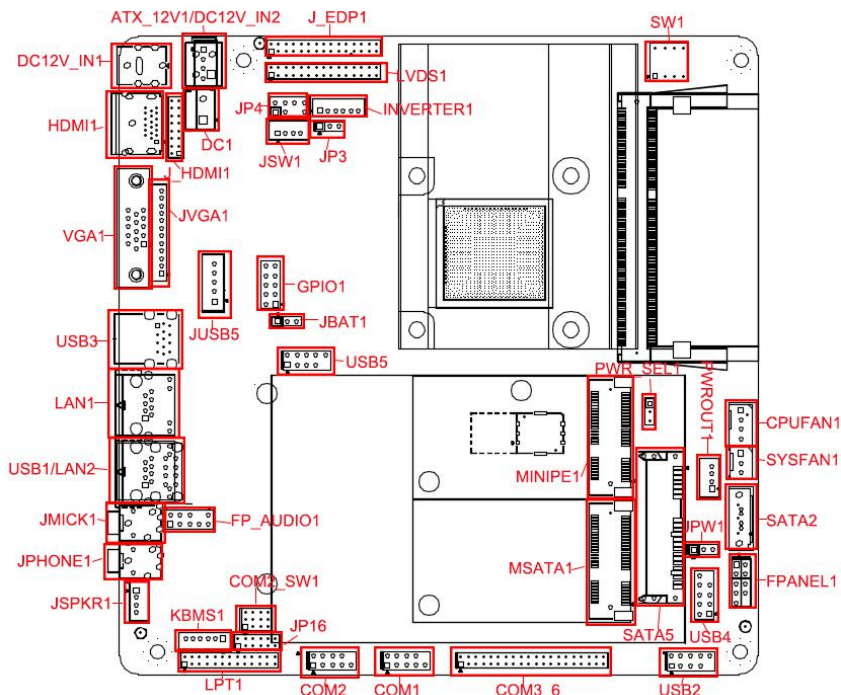 ATX_12V1/DC12V_IN2
J_EDP1
SW1
DC12V_IN1
LVDS1
HDMI1
JP4
INVERTER1
DC1
JSW1
JP3
J_HDMI1
JVGA1
VGA1
GPIO1
JBAT1
USB3
JUSB5
USB5
PWR_SEL1
LAN1
PWROUT1
CPUFAN1
SYSFAN1
USB1/LAN2
MINIPE1
JMICK1
FP_AUDIO1
SATA2
JPW1
JPHONE1
MSATA1
FPANEL1
COM2_SW1
JSPKR1
KBMS1
JP16
SATA5
USB4
LPT1
COM2
COM1
COM3_6
USB2